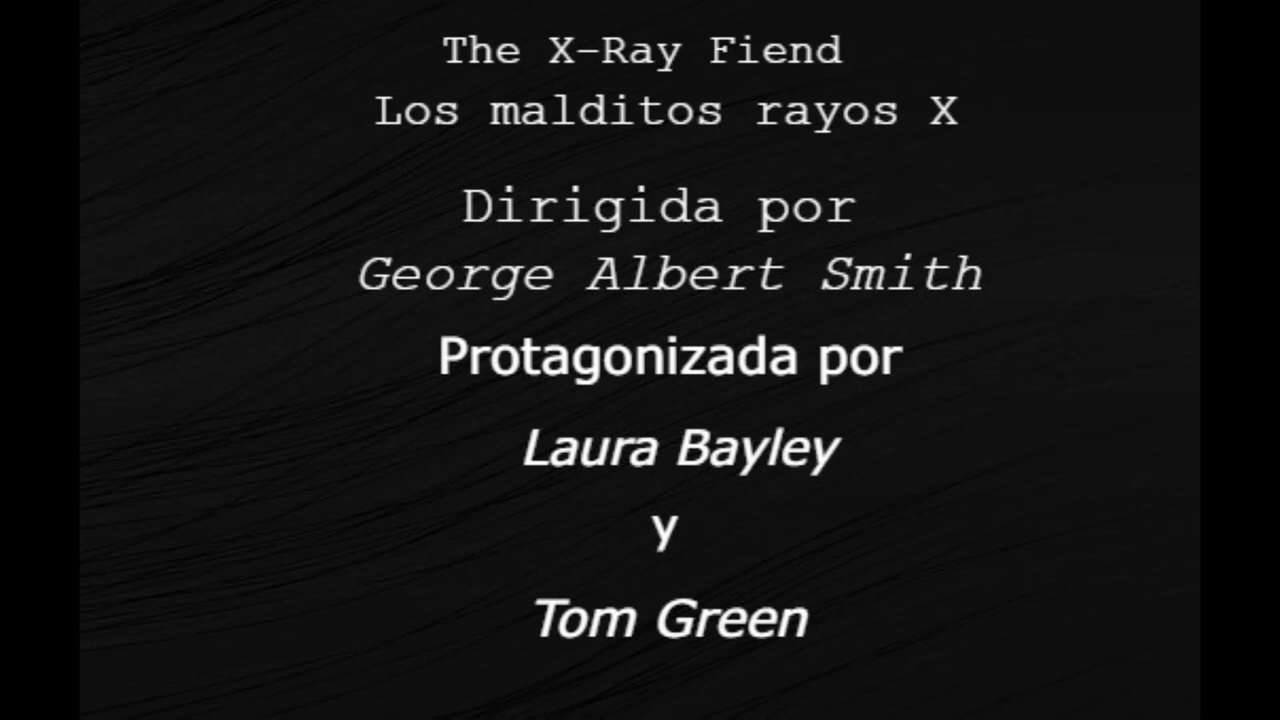 The X-Ray Fiend
Los malditos rayos X
Dirigida por
George Albert Smith
Protagonizada por
Laura Bayley
y
Tom Green